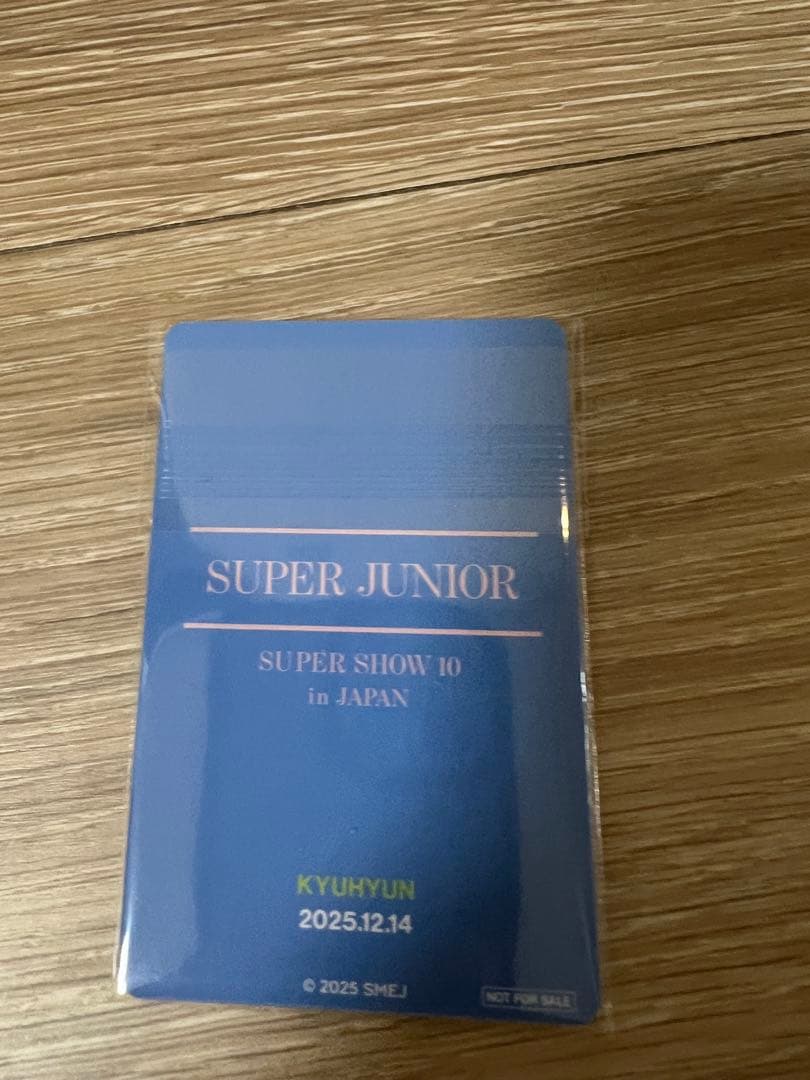 SUPER JUNIOR
SUPER SHOW 10
in JAPAN
KYUHYUN
2025.12.14
© 2025 SMEJ
NOT FOR SALE